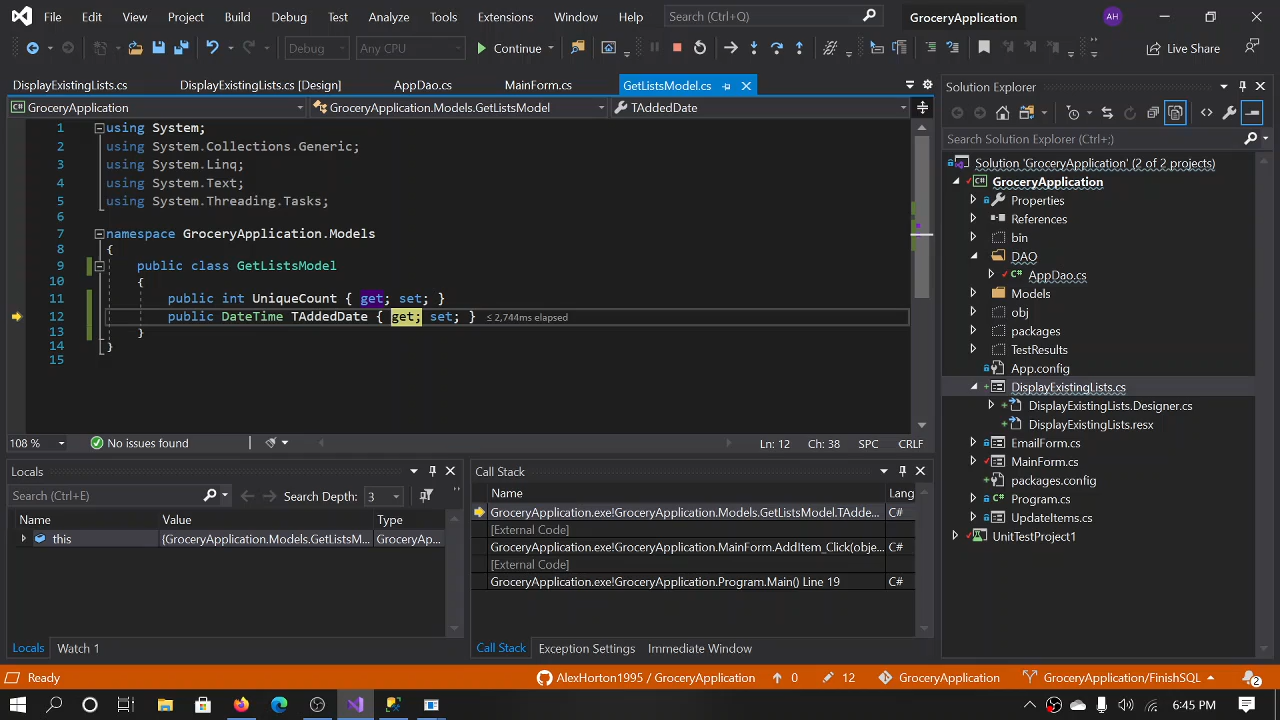 File Edit View Git Project Build Debug Test Analyze Tools Extensions Window Help Search (Ctrl+Q) GroceryApplication AH
Debug Any CPU Continue Live Share
DisplayExistingLists.cs DisplayExistingLists.cs [Design] AppDao.cs MainForm.cs GetListsModel.cs
GroceryApplication GroceryApplication.Models.GetListsModel TAddedDate
1 using System;
2 using System.Collections.Generic;
3 using System.Linq;
4 using System.Text;
5 using System.Threading.Tasks;
6
7 namespace GroceryApplication.Models
8 {
9 public class GetListsModel
10 {
11 public int UniqueCount { get; set; }
12 public DateTime TAddedDate { get; set; } ≤ 2,744ms elapsed
13 }
14 }
15
108 % No issues found Ln: 12 Ch: 38 SPC CRLF
Locals
Search (Ctrl+E) Search Depth: 3
Name Value Type
this {GroceryApplication.Models.GetListsM... GroceryAp...
Locals Watch 1
Call Stack
Name Lang
GroceryApplication.exe!GroceryApplication.Models.GetListsModel.TAdde... C#
[External Code]
GroceryApplication.exe!GroceryApplication.MainForm.AddItem_Click(obje... C#
[External Code]
GroceryApplication.exe!GroceryApplication.Program.Main() Line 19 C#
Call Stack Exception Settings Immediate Window
Solution Explorer
Search Solution Explorer (Ctrl+;)
Solution 'GroceryApplication' (2 of 2 projects)
GroceryApplication
Properties
References
bin
DAO
AppDao.cs
Models
obj
packages
TestResults
App.config
DisplayExistingLists.cs
DisplayExistingLists.Designer.cs
DisplayExistingLists.resx
EmailForm.cs
MainForm.cs
packages.config
Program.cs
UpdateItems.cs
UnitTestProject1
Ready AlexHorton1995 / GroceryApplication 0 12 GroceryApplication GroceryApplication/FinishSQL 2
6:45 PM